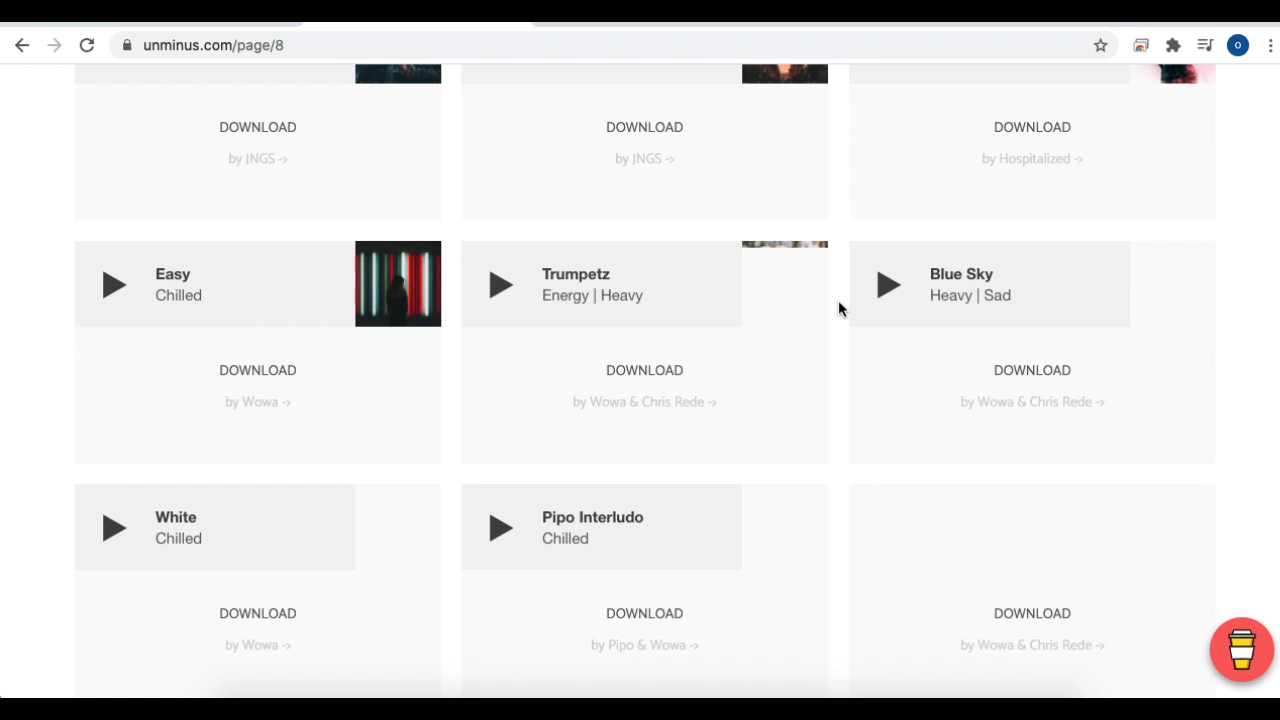 unminus.com/page/8
O
DOWNLOAD
by JNGS ->
DOWNLOAD
by JNGS ->
DOWNLOAD
by Hospitalized ->
Easy
Chilled
DOWNLOAD
by Wowa ->
Trumpetz
Energy | Heavy
DOWNLOAD
by Wowa & Chris Rede ->
Blue Sky
Heavy | Sad
DOWNLOAD
by Wowa & Chris Rede ->
White
Chilled
DOWNLOAD
by Wowa ->
Pipo Interludo
Chilled
DOWNLOAD
by Pipo & Wowa ->
DOWNLOAD
by Wowa & Chris Rede ->